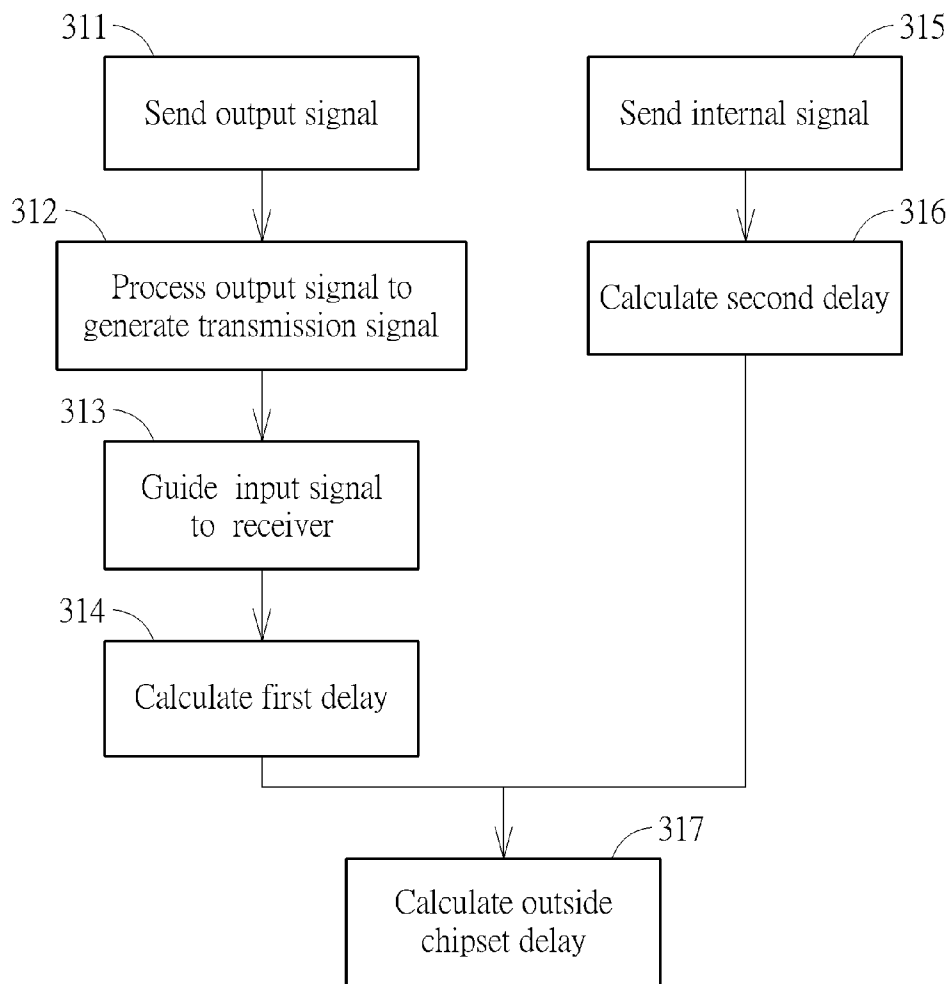 311
Send output signal
312
Process output signal to
generate transmission signal
313
Guide input signal
to receiver
314
Calculate first delay
315
Send internal signal
316
Calculate second delay
317
Calculate outside
chipset delay